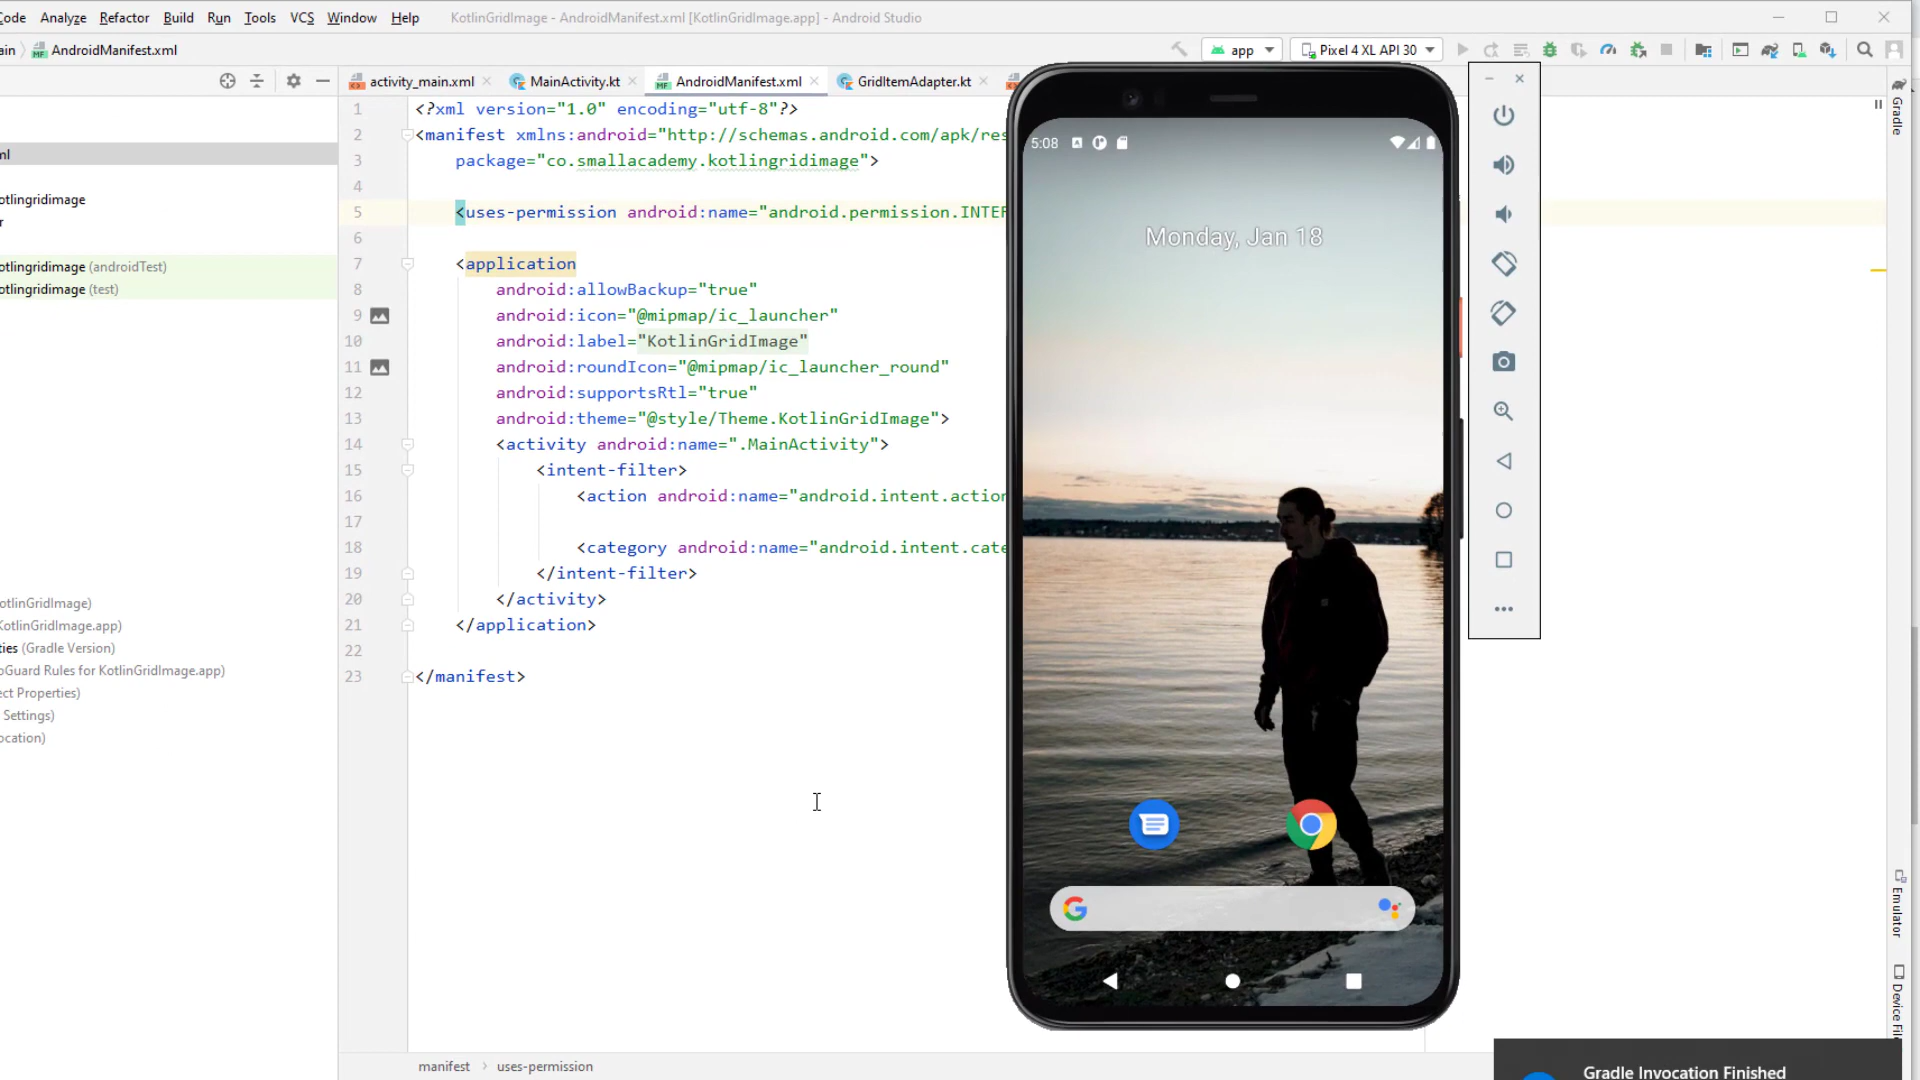 ode Analyze Refactor Build Run Tools VCS Window Help KotlinGridImage - AndroidManifest.xml [KotlinGridImage.app] - Android Studio
ain AndroidManifest.xml app Pixel 4 XL API 30
activity_main.xml MainActivity.kt AndroidManifest.xml GridItemAdapter.kt
ml
otlingridimage
r
otlingridimage (androidTest)
otlingridimage (test)
otlinGridImage)
KotlinGridImage.app)
ties (Gradle Version)
oGuard Rules for KotlinGridImage.app)
ect Properties)
Settings)
ocation)
1 <?xml version="1.0" encoding="utf-8"?>
2 <manifest xmlns:android="http://schemas.android.com/apk/res
3 package="co.smallacademy.kotlingridimage">
4
5 <uses-permission android:name="android.permission.INTER
6
7 <application
8 android:allowBackup="true"
9 android:icon="@mipmap/ic_launcher"
10 android:label="KotlinGridImage"
11 android:roundIcon="@mipmap/ic_launcher_round"
12 android:supportsRtl="true"
13 android:theme="@style/Theme.KotlinGridImage">
14 <activity android:name=".MainActivity">
15 <intent-filter>
16 <action android:name="android.intent.action
17
18 <category android:name="android.intent.cate
19 </intent-filter>
20 </activity>
21 </application>
22
23 </manifest>
5:08
Monday, Jan 18
Gradle
Emulator
Device File
manifest uses-permission
Gradle Invocation Finished